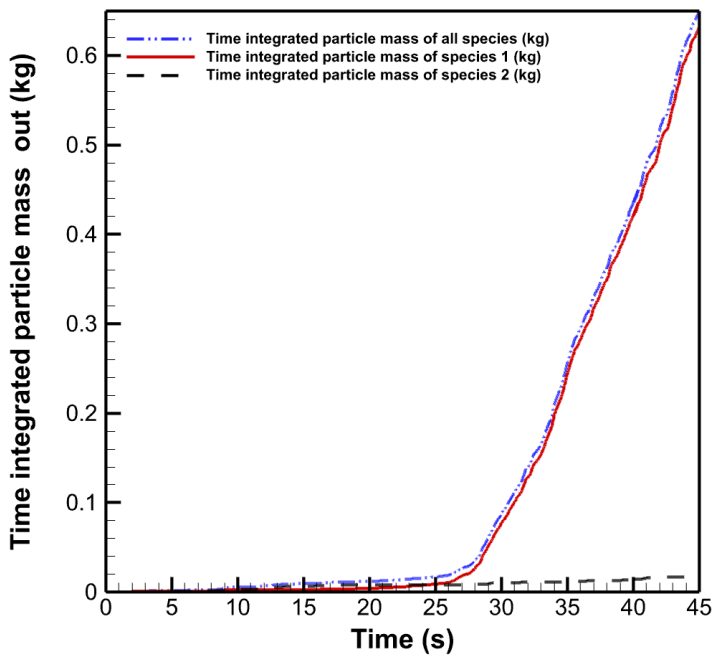 Time integrated particle mass of all species (kg)
Time integrated particle mass of species 1 (kg)
Time integrated particle mass of species 2 (kg)
Time integrated particle mass  out (kg)
0.6
0.5
0.4
0.3
0.2
0.1
0
0 5 10 15 20 25 30 35 40 45
Time (s)